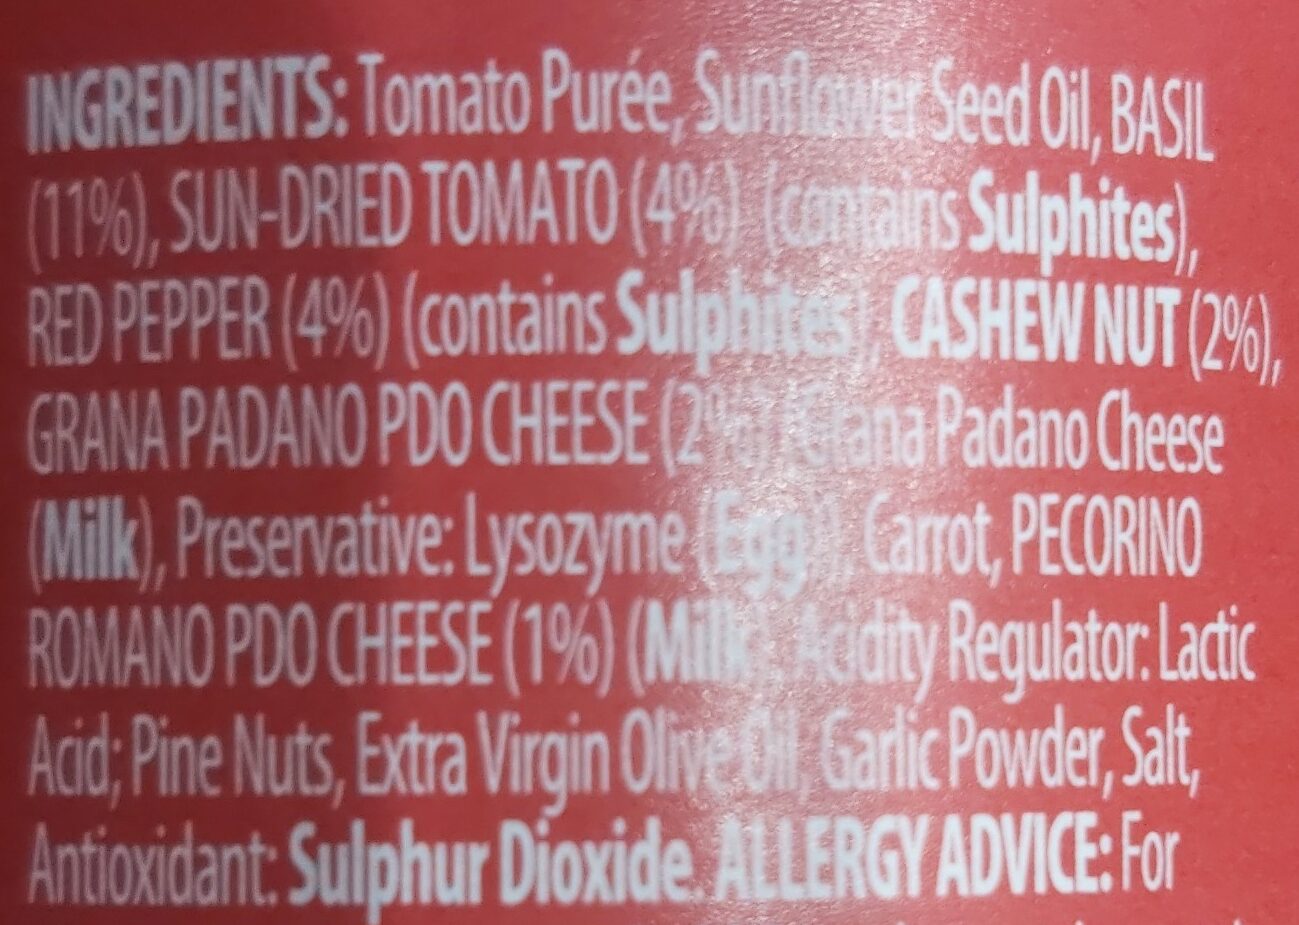 INGREDIENTS: Tomato Purée, Sunflower Seed Oil, BASIL
(11%), SUN-DRIED TOMATO (4%) (contains Sulphites),
RED PEPPER (4%) (contains Sulphites), CASHEW NUT (2%),
GRANA PADANO PDO CHEESE (2%) (Grana Padano Cheese
(Milk), Preservative: Lysozyme (Egg)), Carrot, PECORINO
ROMANO PDO CHEESE (1%) (Milk), Acidity Regulator: Lactic
Acid; Pine Nuts, Extra Virgin Olive Oil, Garlic Powder, Salt,
Antioxidant: Sulphur Dioxide. ALLERGY ADVICE: For